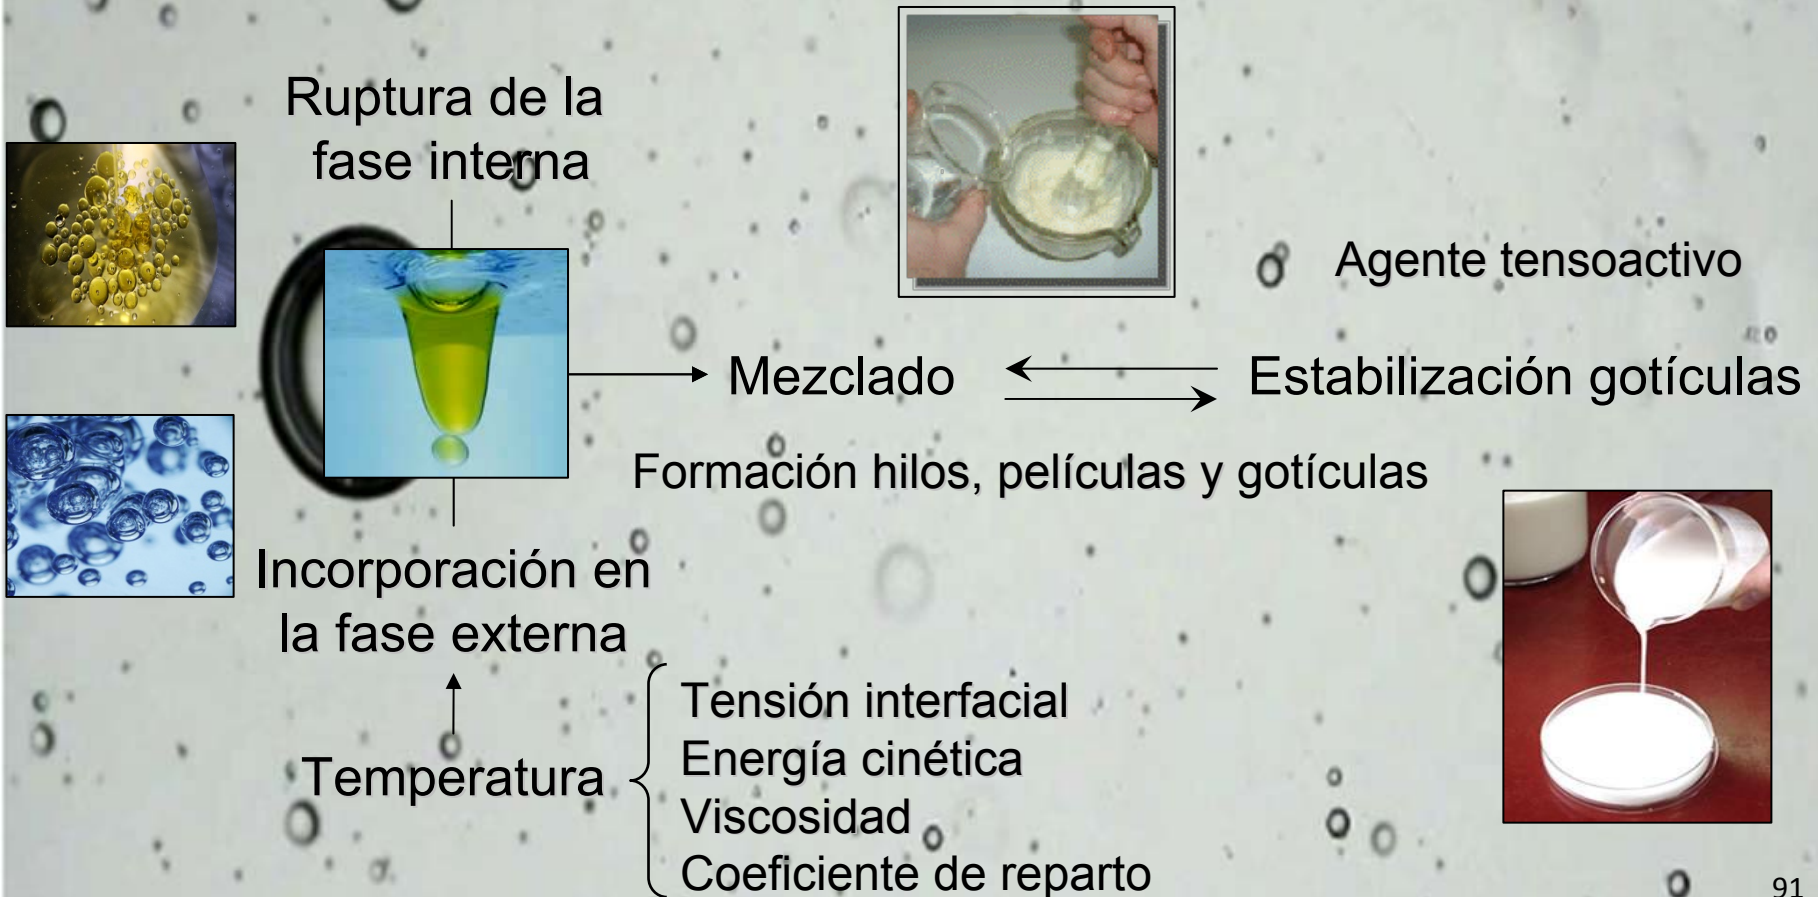 Ruptura de la
fase interna
Agente tensoactivo
Mezclado
Estabilización gotículas
Formación hilos, películas y gotículas
Incorporación en
la fase externa
Temperatura
Tensión interfacial
Energía cinética
Viscosidad
Coeficiente de reparto
91